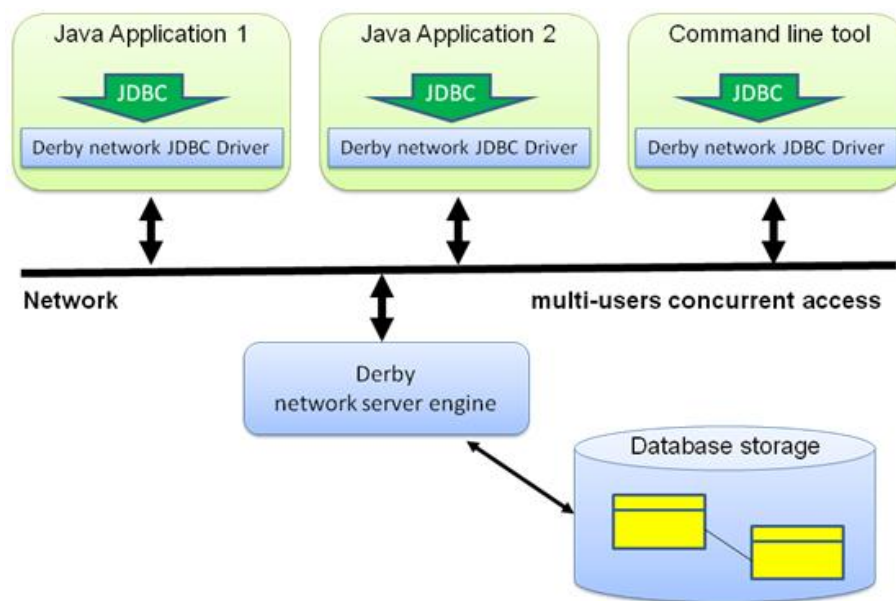 Java Application 1
JDBC
Derby network JDBC Driver
Java Application 2
JDBC
Derby network JDBC Driver
Command line tool
JDBC
Derby network JDBC Driver
Network
multi-users concurrent access
Derby
network server engine
Database storage